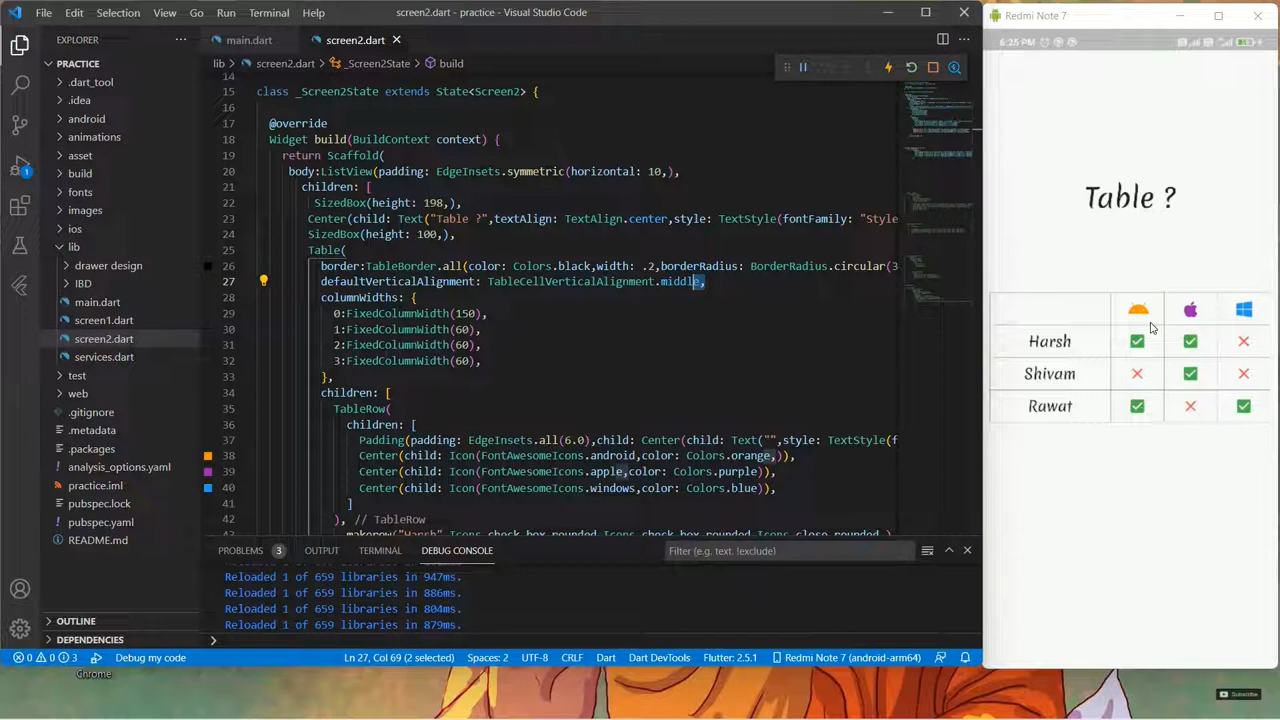 File Edit Selection View Go Run Terminal
screen2.dart - practice - Visual Studio Code
Redmi Note 7
EXPLORER
main.dart
6:25 PM
PRACTICE
lib
_Screen2State
build
.dart_tool
.idea
android
animations
asset
build
fonts
images
ios
lib
drawer design
IBD
main.dart
screen1.dart
screen2.dart
services.dart
test
web
.gitignore
.metadata
.packages
analysis_options.yaml
practice.iml
pubspec.lock
pubspec.yaml
README.md
OUTLINE
DEPENDENCIES
14
class _Screen2State extends State<Screen2> {
16
17 @override
18 Widget build(BuildContext context) {
19 return Scaffold(
20 body:ListView(padding: EdgeInsets.symmetric(horizontal: 10,),
21 children: [
22 SizedBox(height: 198,),
23 Center(child: Text("Table ?",textAlign: TextAlign.center,style: TextStyle(fontFamily: "Style
24 SizedBox(height: 100,),
25 Table(
26 border:TableBorder.all(color: Colors.black,width: .2,borderRadius: BorderRadius.circular(3
27 defaultVerticalAlignment: TableCellVerticalAlignment.middle,
28 columnWidths: {
29 0:FixedColumnWidth(150),
30 1:FixedColumnWidth(60),
31 2:FixedColumnWidth(60),
32 3:FixedColumnWidth(60),
33 },
34 children: [
35 TableRow(
36 children: [
37 Padding(padding: EdgeInsets.all(6.0),child: Center(child: Text("",style: TextStyle(f
38 Center(child: Icon(FontAwesomeIcons.android,color: Colors.orange,)),
39 Center(child: Icon(FontAwesomeIcons.apple,color: Colors.purple)),
40 Center(child: Icon(FontAwesomeIcons.windows,color: Colors.blue)),
41 ]
42 ), // TableRow
PROBLEMS 3 OUTPUT TERMINAL DEBUG CONSOLE
Filter (e.g. text. !exclude)
Reloaded 1 of 659 libraries in 947ms.
Reloaded 1 of 659 libraries in 886ms.
Reloaded 1 of 659 libraries in 804ms.
Reloaded 1 of 659 libraries in 879ms.
0 0 3 Debug my code
Ln 27, Col 69 (2 selected) Spaces: 2 UTF-8 CRLF Dart Dart DevTools Flutter: 2.5.1 Redmi Note 7 (android-arm64)
Chrome
Table ?
Harsh
Shivam
Rawat
Subscribe